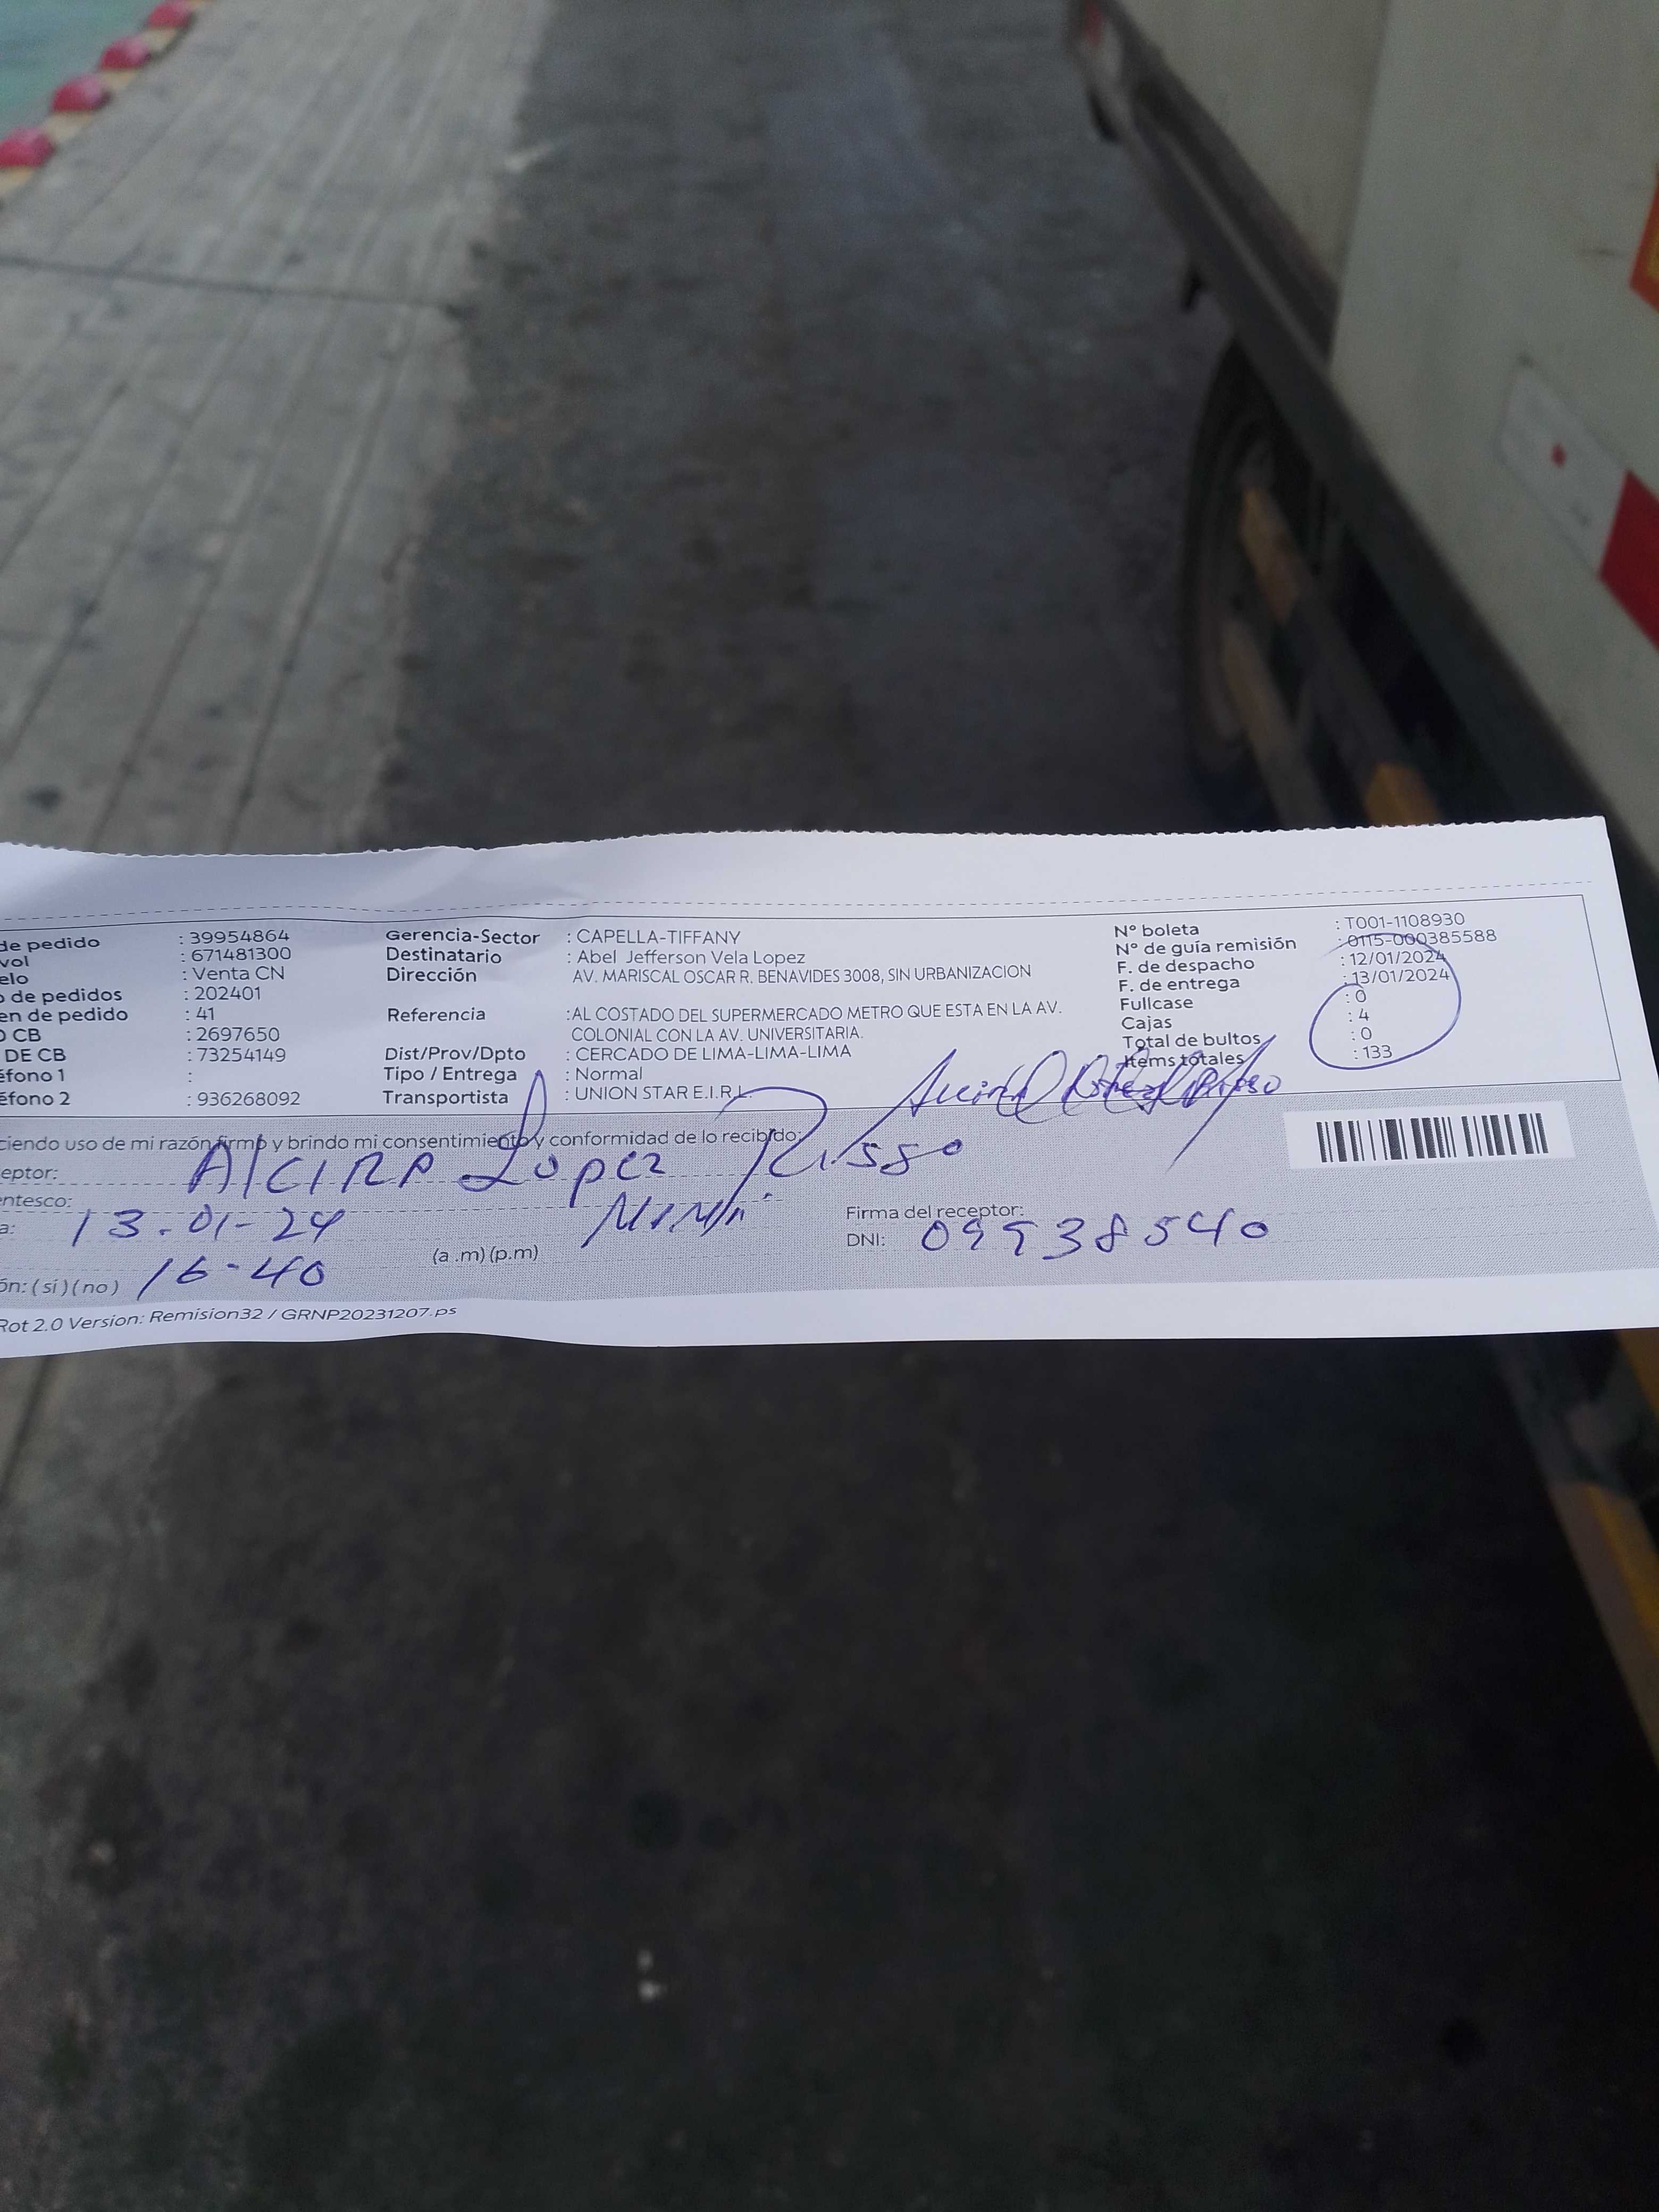 de pedido : 39954864 Gerencia-Sector : CAPELLA-TIFFANY Nº boleta : T001-1108930
vol : 671481300 Destinatario : Abel Jefferson Vela Lopez Nº de guía remisión : 0115-000385588
elo : Venta CN Dirección AV. MARISCAL OSCAR R. BENAVIDES 3008, SIN URBANIZACION F. de despacho : 12/01/2024
o de pedidos : 202401 F. de entrega : 13/01/2024
en de pedido : 41 Referencia :AL COSTADO DEL SUPERMERCADO METRO QUE ESTA EN LA AV. Fullcase : 0
O CB : 2697650 COLONIAL CON LA AV. UNIVERSITARIA. Cajas : 4
DE CB : 73254149 Dist/Prov/Dpto : CERCADO DE LIMA-LIMA-LIMA Total de bultos : 0
éfono 1 : Tipo / Entrega : Normal Items totales : 133
éfono 2 : 936268092 Transportista : UNION STAR E.I.R.L.
ciendo uso de mi razón firmo y brindo mi consentimiento y conformidad de lo recibido:
eptor: AlCIRA Lopez Risso
entesco:
a: 13-01-24 Firma del receptor:
(a .m) (p.m) DNI: 09938540
ón: ( si ) ( no ) 16-40
Rot 2.0 Version: Remision32 / GRNP20231207.ps